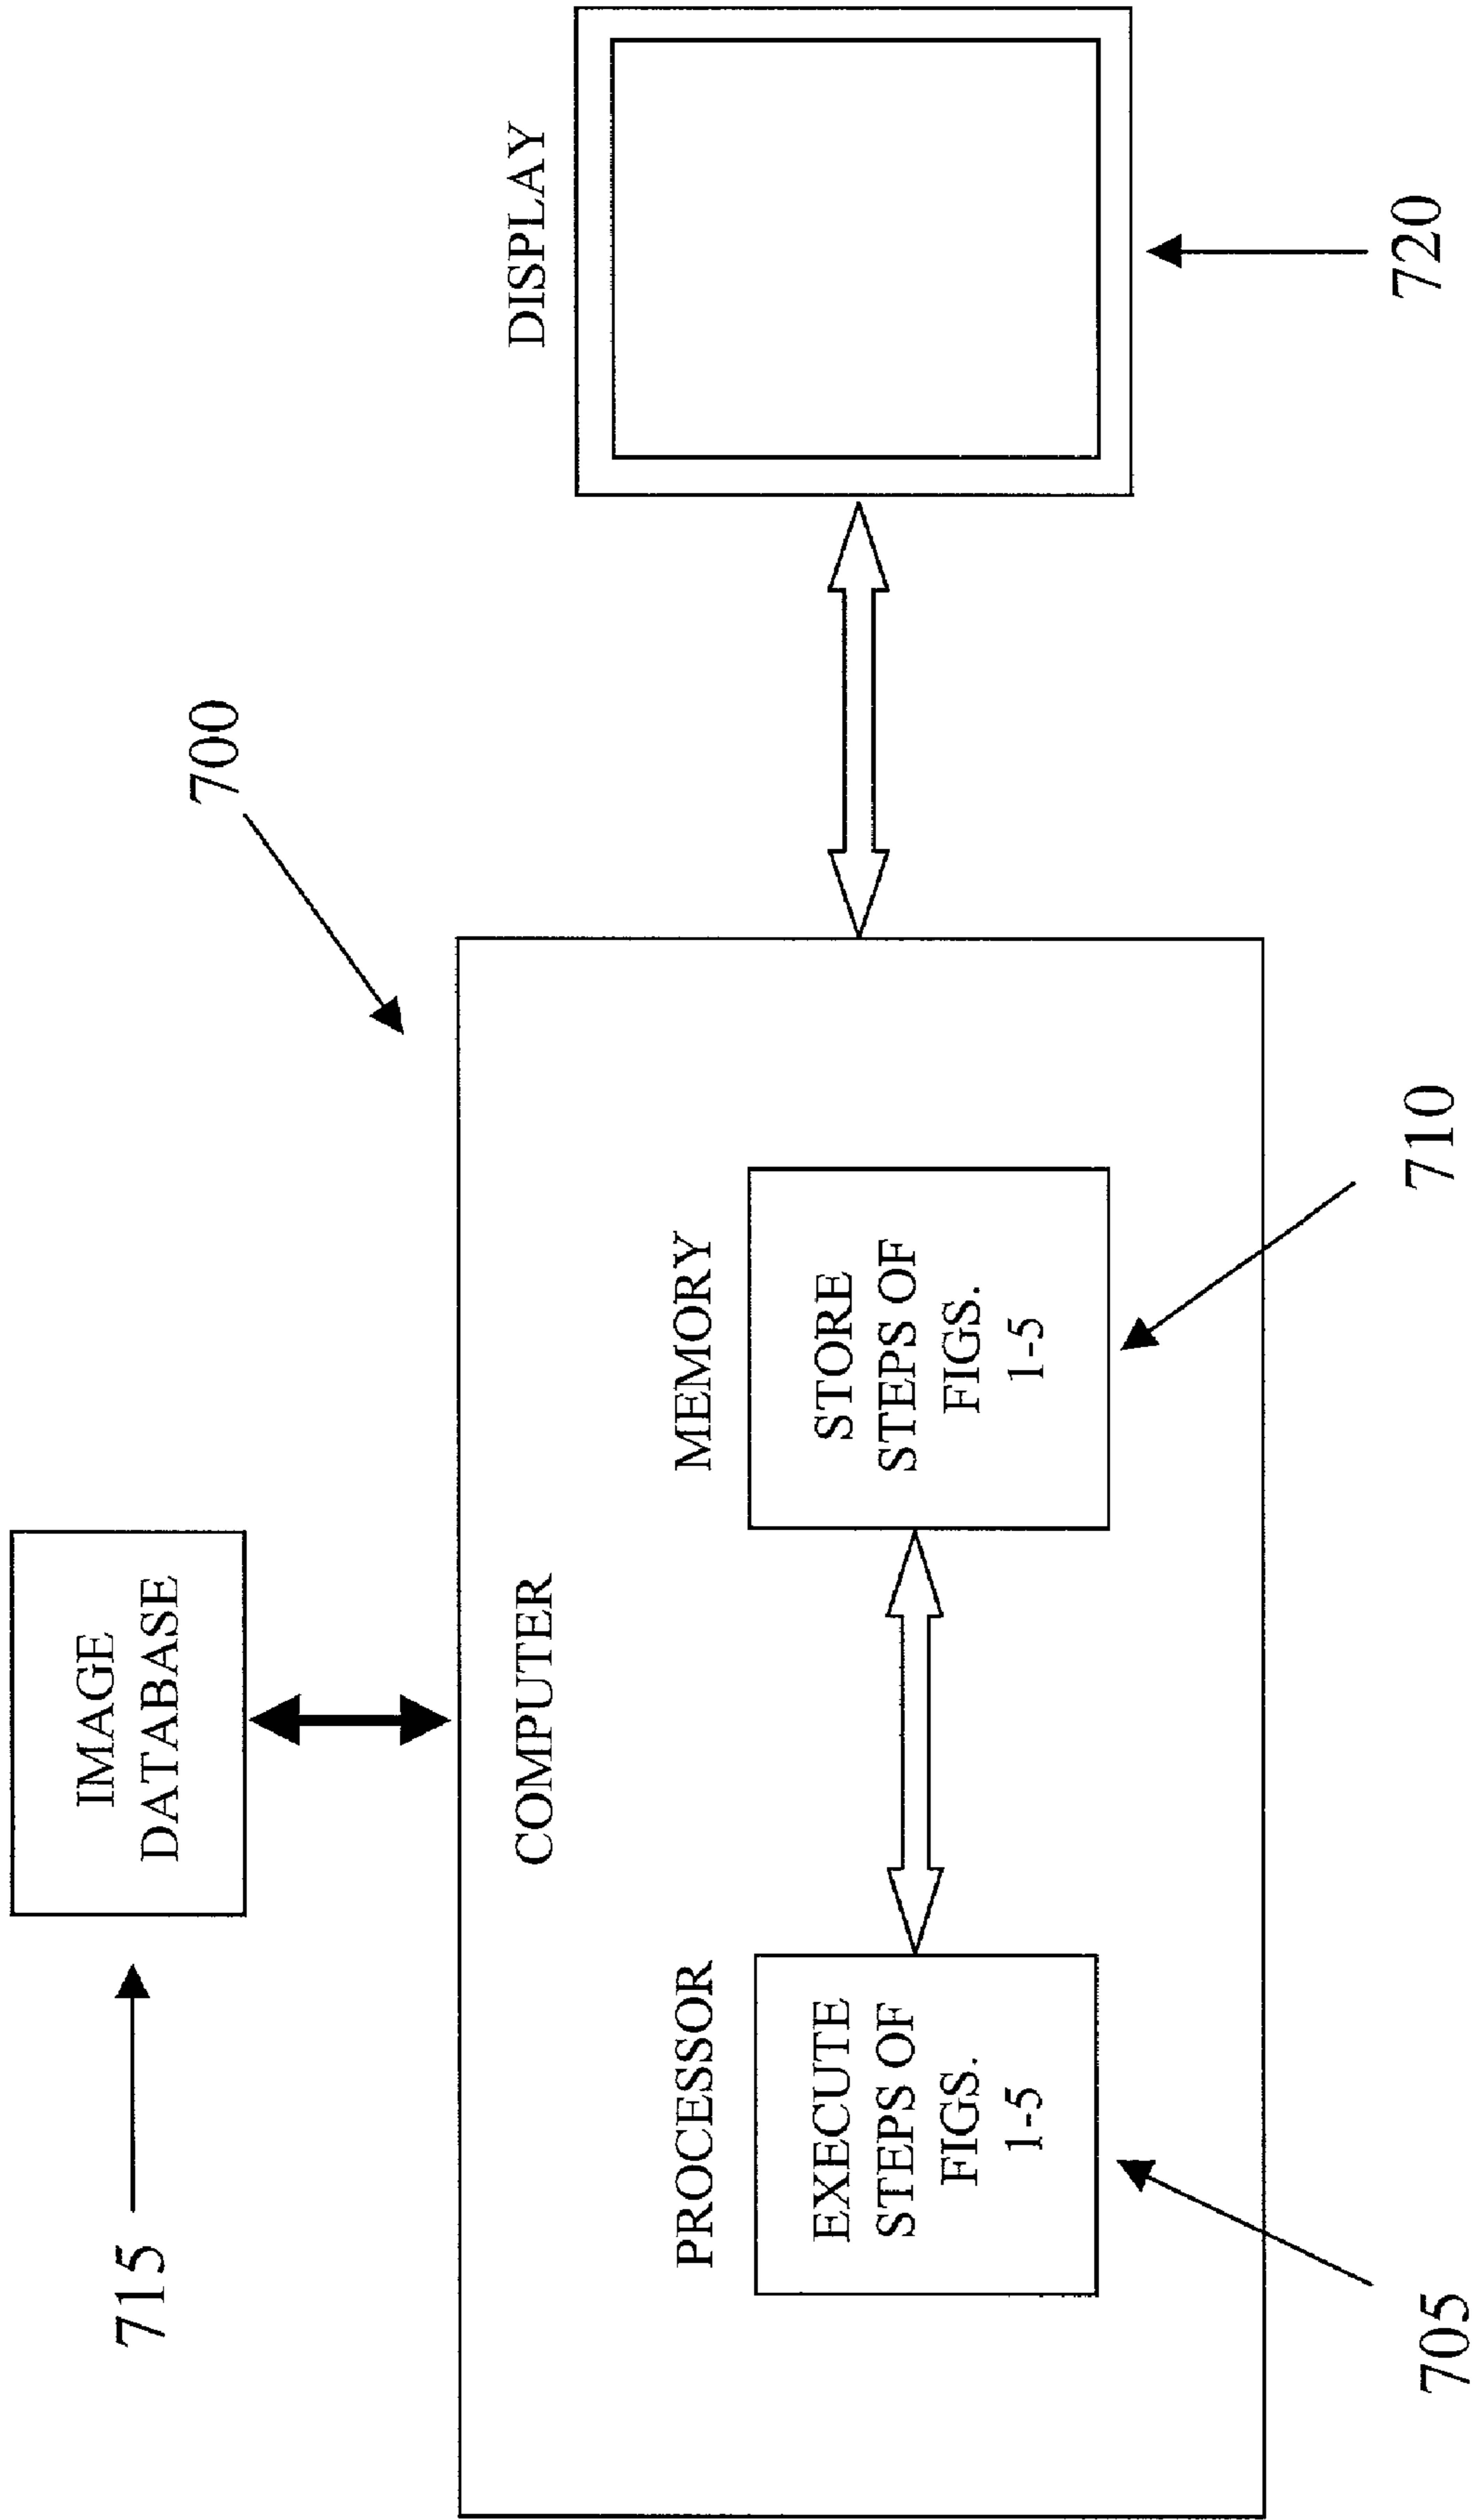 715
IMAGE
DATABASE
700
COMPUTER
DISPLAY
PROCESSOR
MEMORY
EXECUTE
STEPS OF
FIGS.
1-5
STORE
STEPS OF
FIGS.
1-5
705
710
720